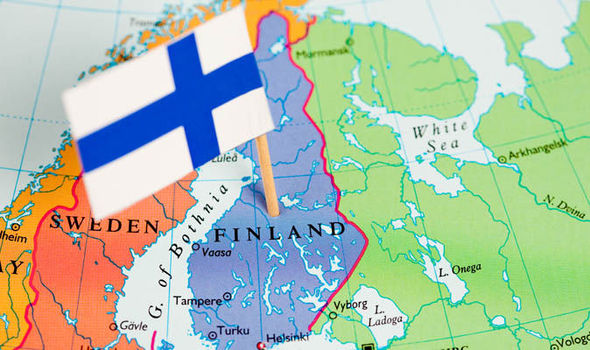 Murmansk
White
Sea
Arkhangelsk
N. Dvina
Luleå
SWEDEN
G. of Bothnia
FINLAND
Vaasa
L. Onega
Tampere
Vyborg
L.
Ladoga
Gävle
Turku
Helsinki